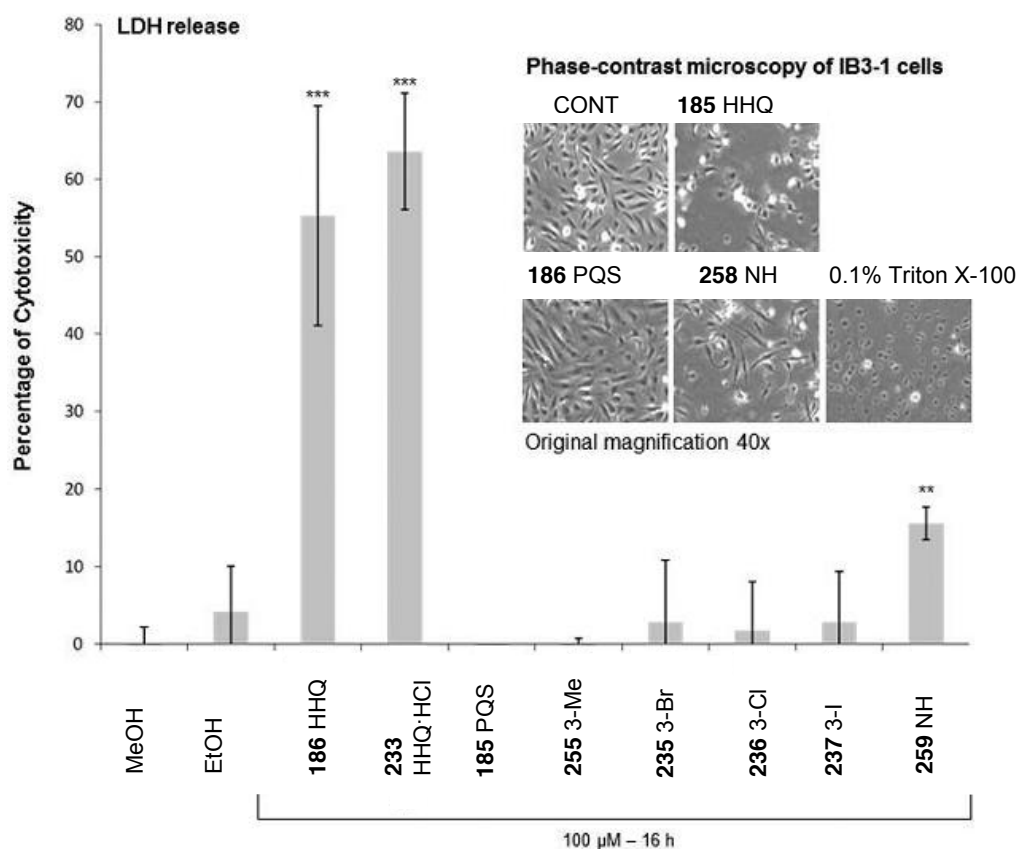 LDH release
Phase-contrast microscopy of IB3-1 cells
CONT
185 HHQ
186 PQS
258 NH
0.1% Triton X-100
Original magnification 40x
Percentage of Cytotoxicity
80
70
60
50
40
30
20
10
0
***
***
**
MeOH
EtOH
186 HHQ
233
HHQ·HCl
185 PQS
255 3-Me
235 3-Br
236 3-Cl
237 3-I
259 NH
100 µM – 16 h